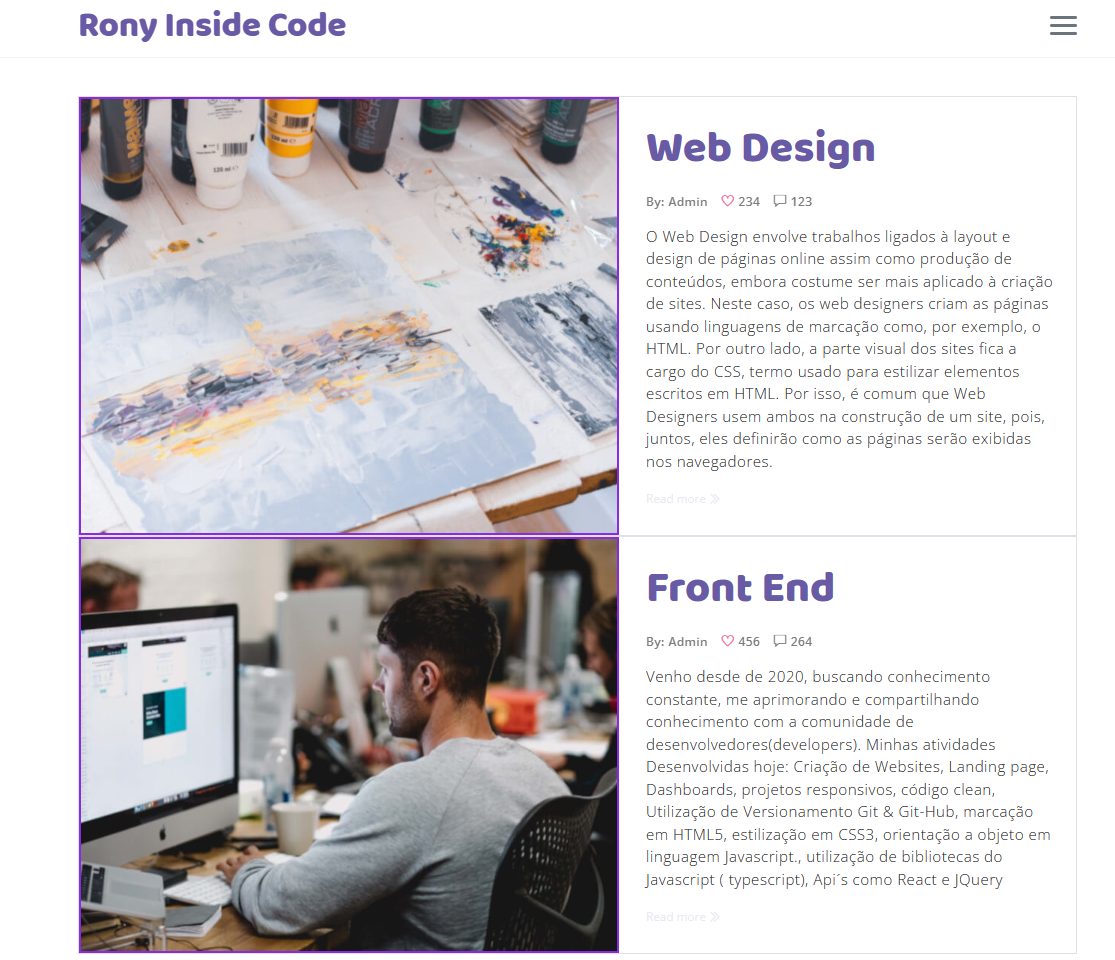 Rony Inside Code
120 ml e
120 ml e
Web Design
By: Admin 234 123
O Web Design envolve trabalhos ligados à layout e
design de páginas online assim como produção de
conteúdos, embora costume ser mais aplicado à criação
de sites. Neste caso, os web designers criam as páginas
usando linguagens de marcação como, por exemplo, o
HTML. Por outro lado, a parte visual dos sites fica a
cargo do CSS, termo usado para estilizar elementos
escritos em HTML. Por isso, é comum que Web
Designers usem ambos na construção de um site, pois,
juntos, eles definirão como as páginas serão exibidas
nos navegadores.
Read more
Front End
By: Admin 456 264
Venho desde de 2020, buscando conhecimento
constante, me aprimorando e compartilhando
conhecimento com a comunidade de
desenvolvedores(developers). Minhas atividades
Desenvolvidas hoje: Criação de Websites, Landing page,
Dashboards, projetos responsivos, código clean,
Utilização de Versionamento Git & Git-Hub, marcação
em HTML5, estilização em CSS3, orientação a objeto em
linguagem Javascript., utilização de bibliotecas do
Javascript ( typescript), Api´s como React e JQuery
Read more